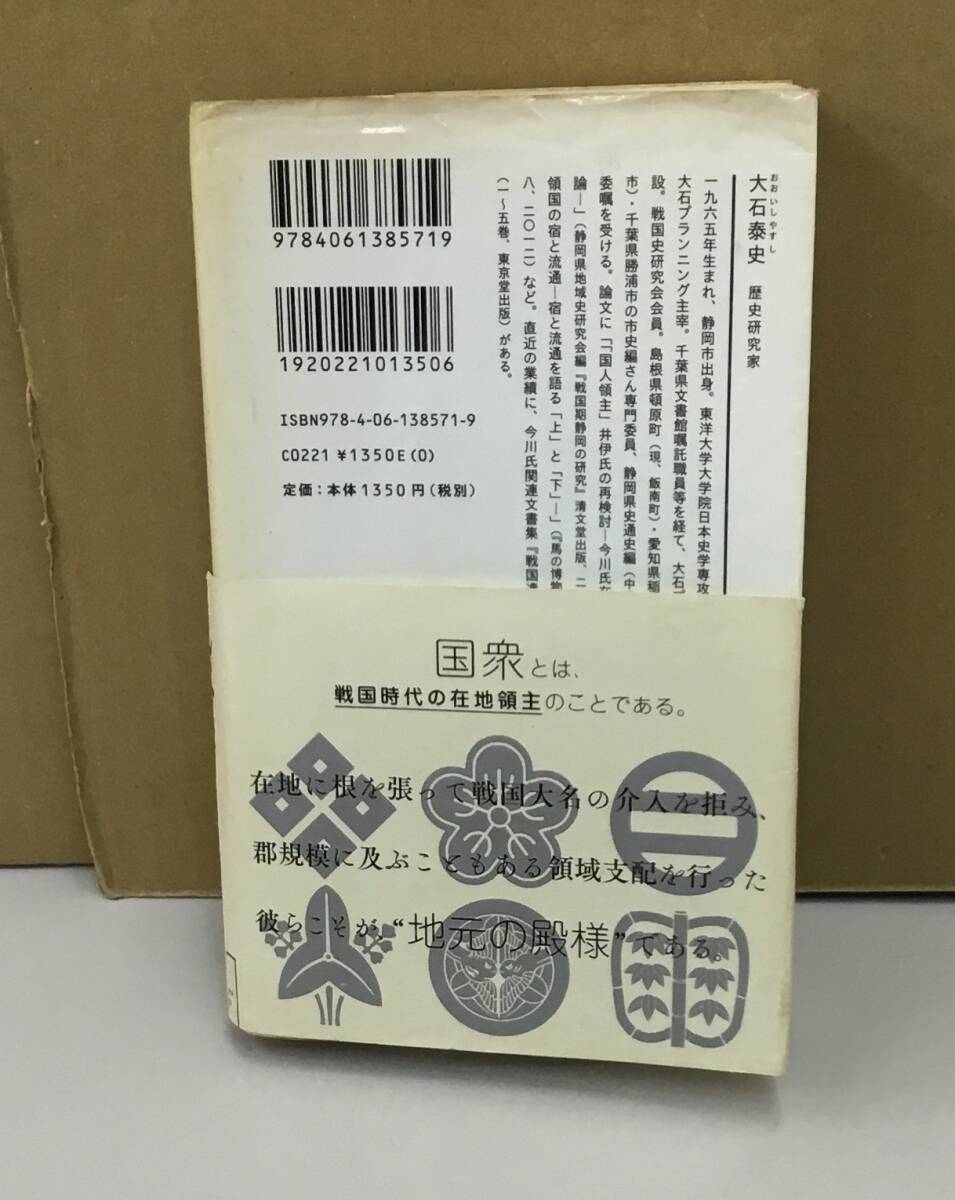 おおいしやすし
大石泰史 歴史研究家
一九六五年生まれ、静岡市出身。東洋大学大学院日本史学専攻
大石プランニング主宰。千葉県文書館嘱託職員等を経て、大石
設。戦国史研究会会員。島根県頓原町（現、飯南町）・愛知県稲
市）・千葉県勝浦市の市史編さん専門委員、静岡県史通史編（中
委嘱を受ける。論文に「「国人領主」井伊氏の再検討―今川氏
論―」（静岡県地域史研究会編『戦国期静岡の研究』清文堂出版、二
領国の宿と流通―宿と流通を語る「上」と「下」―」（『馬の博物
八、二〇一二）など。直近の業績に、今川氏関連文書集『戦国遺
（一～五巻、東京堂出版）がある。
9784061385719
1920221013506
ISBN978-4-06-138571-9
C0221 ¥1350E(0)
定価：本体1350円（税別）
国衆とは、
戦国時代の在地領主のことである。
在地に根を張って戦国大名の介入を拒み、
郡規模に及ぶこともある領域支配を行った
彼らこそが、“地元の殿様”である。